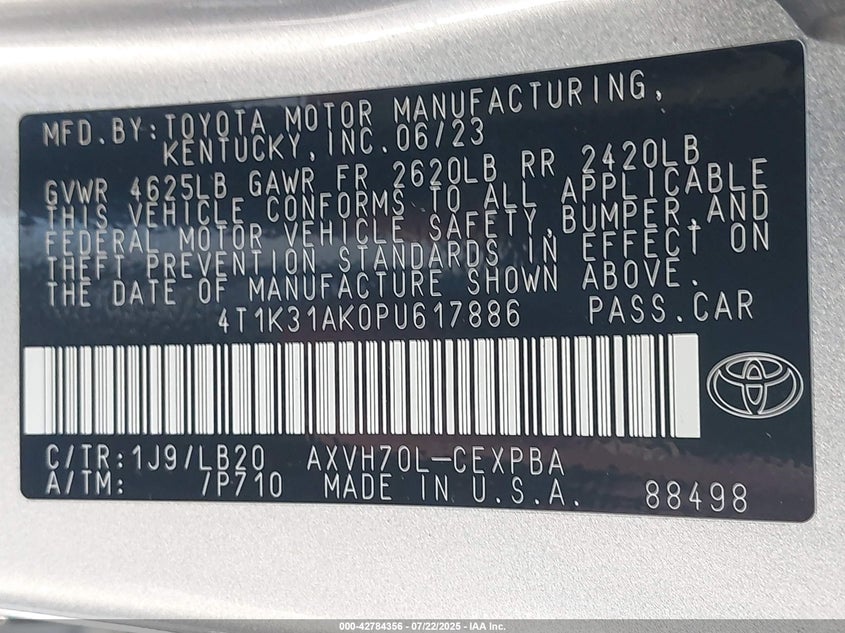 MFD.BY:TOYOTA MOTOR MANUFACTURING,
KENTUCKY,INC.06/23
GVWR 4625LB GAWR FR 2620LB RR 2420LB
THIS VEHICLE CONFORMS TO ALL APPLICABLE
FEDERAL MOTOR VEHICLE SAFETY,BUMPER,AND
THEFT PREVENTION STANDARDS IN EFFECT ON
THE DATE OF MANUFACTURE SHOWN ABOVE.
4T1K31AK0PU617886 PASS.CAR
C/TR:1J9/LB20 AXVH70L-CEXPBA
A/TM: /P710 MADE IN U.S.A. 88498
000-42784356 - 07/22/2025 - IAA Inc.